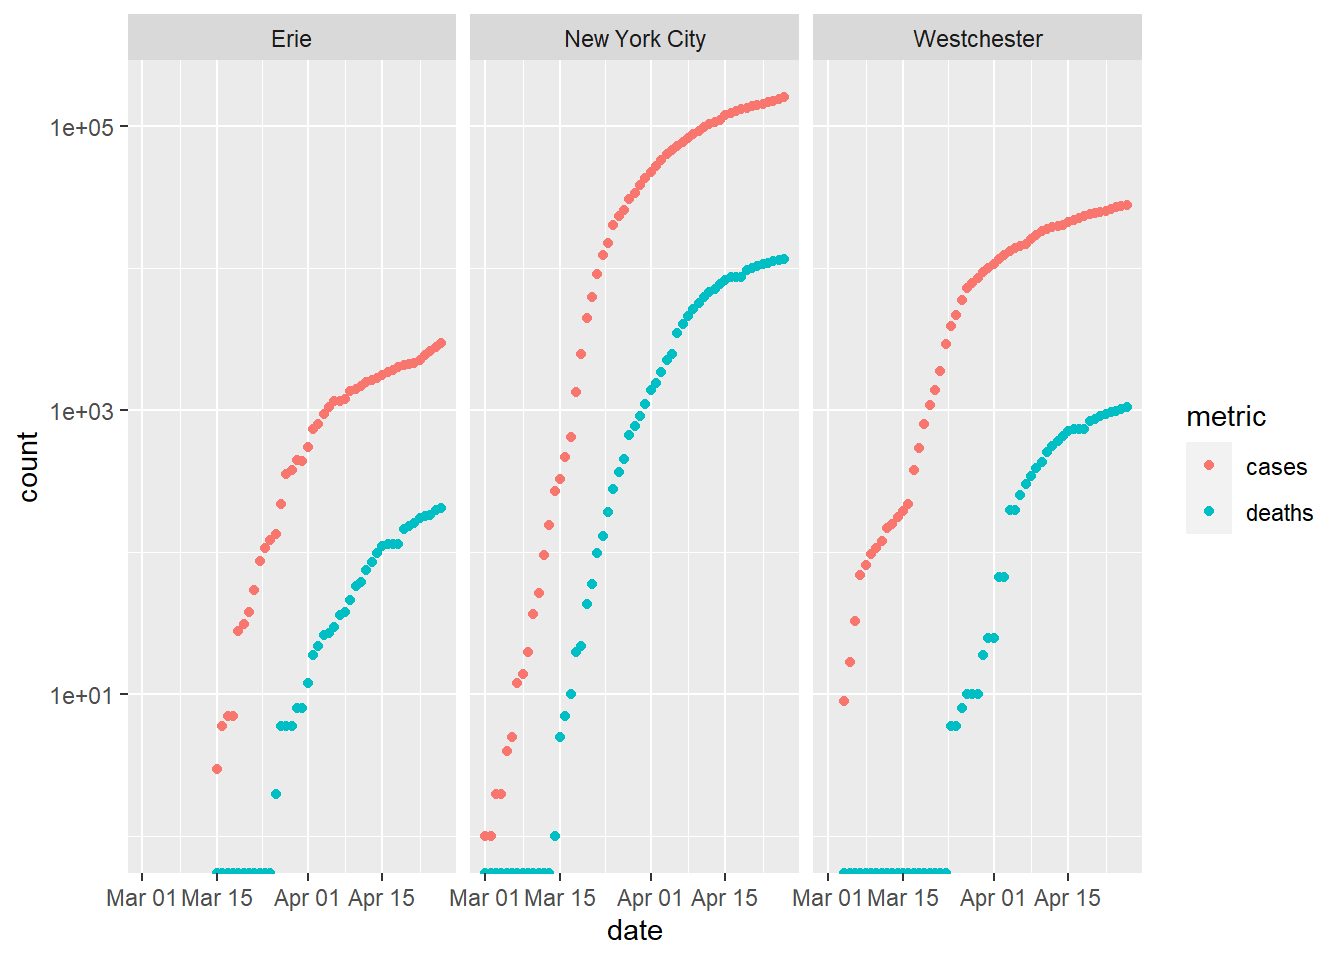 Erie
New York City
Westchester
1e+05
1e+03
1e+01
count
Mar 01 Mar 15 Apr 01 Apr 15
Mar 01 Mar 15 Apr 01 Apr 15
Mar 01 Mar 15 Apr 01 Apr 15
date
metric
cases
deaths